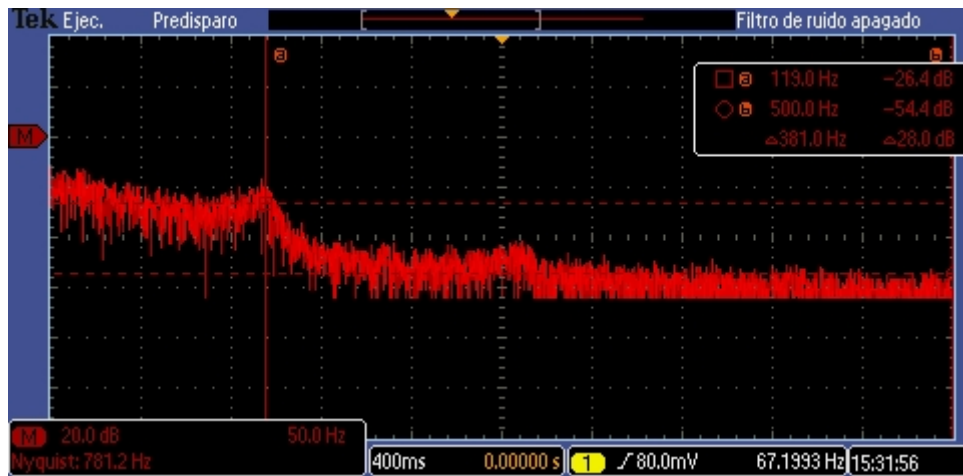 Tek Ejec. Predisparo Filtro de ruido apagado
a b
a 119.0 Hz −26.4 dB
b 500.0 Hz −54.4 dB
△381.0 Hz △28.0 dB
M
M 20.0 dB 50.0 Hz
Nyquist: 781.2 Hz
400ms 0.00000 s 1 80.0mV 67.1993 Hz 15:31:56